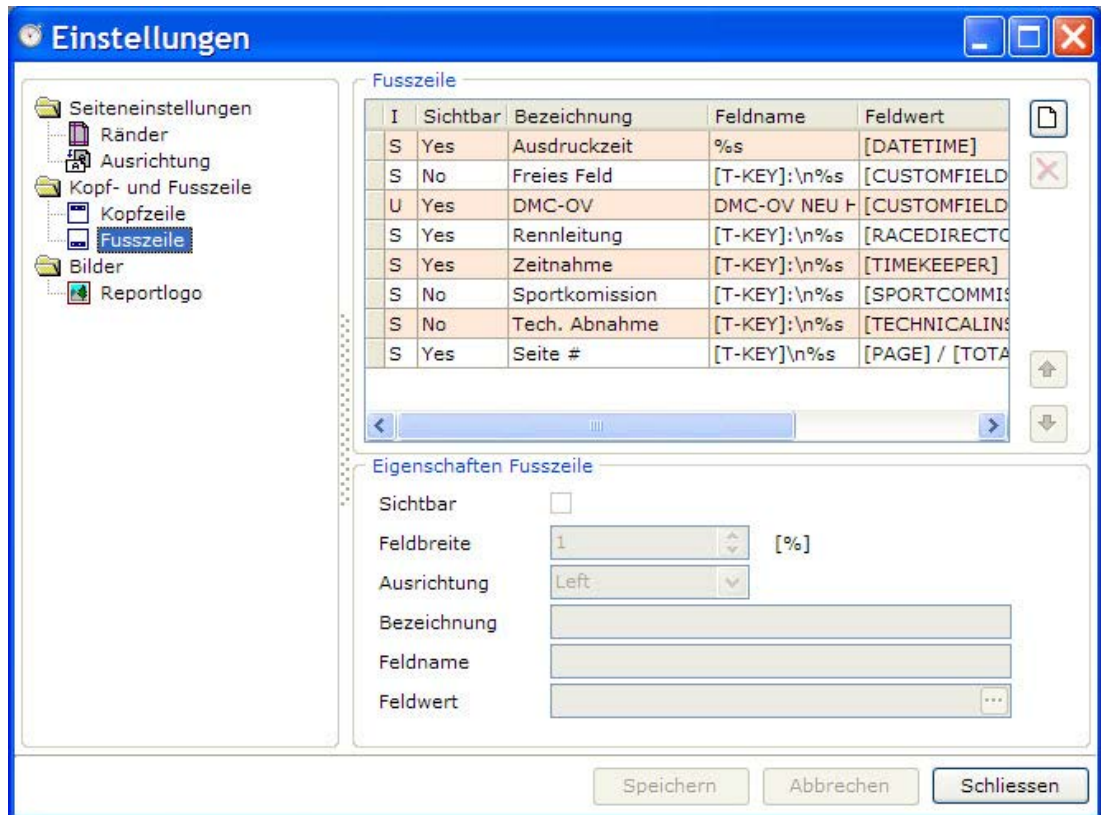 Einstellungen
Seiteneinstellungen
Ränder
Ausrichtung
Kopf- und Fusszeile
Kopfzeile
Fusszeile
Bilder
Reportlogo
Fusszeile
I Sichtbar Bezeichnung Feldname Feldwert
S Yes Ausdruckzeit %s [DATETIME]
S No Freies Feld [T-KEY]:\n%s [CUSTOMFIELD
U Yes DMC-OV DMC-OV NEU H [CUSTOMFIELD
S Yes Rennleitung [T-KEY]:\n%s [RACEDIRECTO
S Yes Zeitnahme [T-KEY]:\n%s [TIMEKEEPER]
S No Sportkomission [T-KEY]:\n%s [SPORTCOMMIS
S No Tech. Abnahme [T-KEY]:\n%s [TECHNICALINS
S Yes Seite # [T-KEY]\n%s [PAGE] / [TOTA
Eigenschaften Fusszeile
Sichtbar
Feldbreite 1 [%]
Ausrichtung Left
Bezeichnung
Feldname
Feldwert ...
Speichern Abbrechen Schliessen